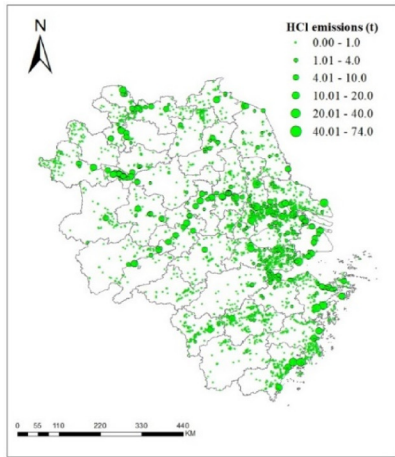 N
HCl emissions (t)
0.00 - 1.0
1.01 - 4.0
4.01 - 10.0
10.01 - 20.0
20.01 - 40.0
40.01 - 74.0
0 55 110 220 330 440
KM